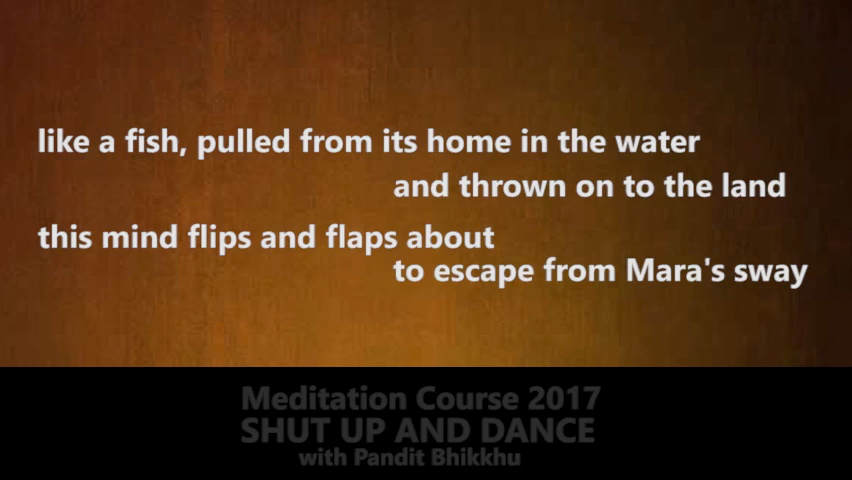 like a fish, pulled from its home in the water
and thrown on to the land
this mind flips and flaps about
to escape from Mara's sway
Meditation Course 2017
SHUT UP AND DANCE
with Pandit Bhikkhu